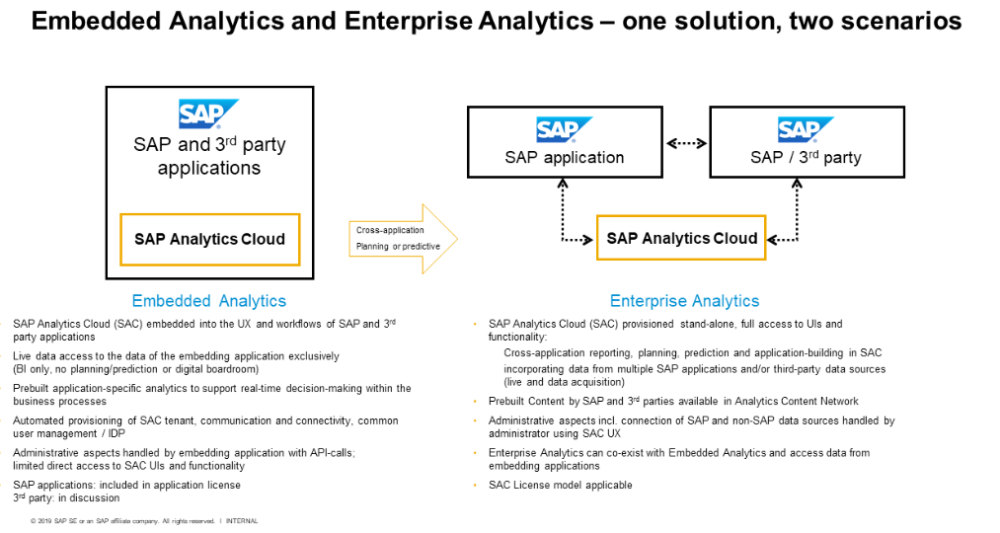 Embedded Analytics and Enterprise Analytics – one solution, two scenarios
SAP®
SAP and 3rd party
applications
SAP Analytics Cloud
Cross-application
Planning or predictive
SAP®
SAP application
SAP®
SAP / 3rd party
SAP Analytics Cloud
Embedded Analytics
• SAP Analytics Cloud (SAC) embedded into the UX and workflows of SAP and 3rd
party applications
• Live data access to the data of the embedding application exclusively
(BI only, no planning/prediction or digital boardroom)
• Prebuilt application-specific analytics to support real-time decision-making within the
business processes
• Automated provisioning of SAC tenant, communication and connectivity, common
user management / IDP
• Administrative aspects handled by embedding application with API-calls;
limited direct access to SAC UIs and functionality
• SAP applications: included in application license
3rd party: in discussion
Enterprise Analytics
• SAP Analytics Cloud (SAC) provisioned stand-alone, full access to UIs and
functionality:
Cross-application reporting, planning, prediction and application-building in SAC
incorporating data from multiple SAP applications and/or third-party data sources
(live and data acquisition)
• Prebuilt Content by SAP and 3rd parties available in Analytics Content Network
• Administrative aspects incl. connection of SAP and non-SAP data sources handled by
administrator using SAC UX
• Enterprise Analytics can co-exist with Embedded Analytics and access data from
embedding applications
• SAC License model applicable
© 2019 SAP SE or an SAP affiliate company. All rights reserved. I INTERNAL